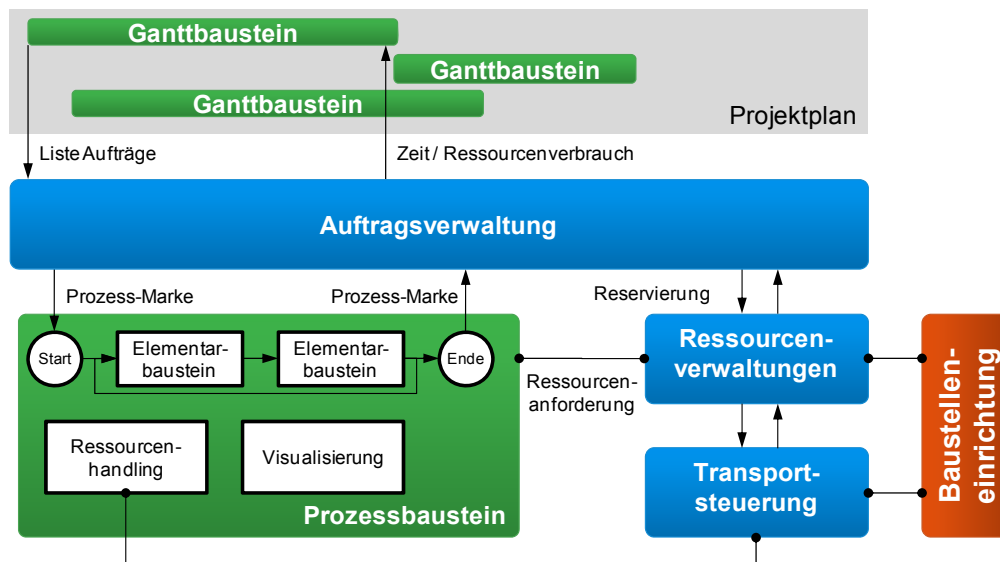 Ganttbaustein
Ganttbaustein
Ganttbaustein
Projektplan
Liste Aufträge
Zeit / Ressourcenverbrauch
Auftragsverwaltung
Prozess-Marke
Prozess-Marke
Reservierung
Start
Elementar-
baustein
Elementar-
baustein
Ende
Ressourcen-
anforderung
Ressourcen-
verwaltungen
Baustellen-
einrichtung
Ressourcen-
handling
Visualisierung
Prozessbaustein
Transport-
steuerung